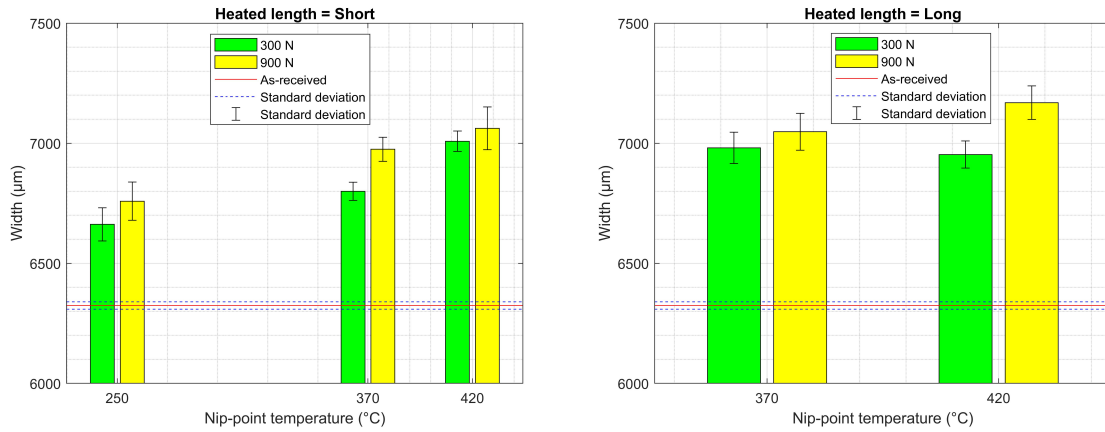 Heated length = Short
7500
7000
6500
6000
Width (μm)
300 N
900 N
As-received
Standard deviation
Standard deviation
250
370
420
Nip-point temperature (°C)
Heated length = Long
7500
7000
6500
6000
Width (μm)
300 N
900 N
As-received
Standard deviation
Standard deviation
370
420
Nip-point temperature (°C)